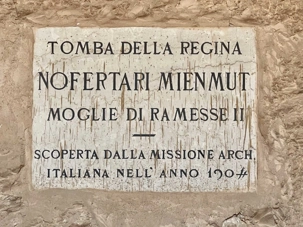 TOMBA DELLA REGINA
NOFERTARI MIENMUT
MOGLIE DI RAMESSE II
SCOPERTA DALLA MISSIONE ARCH.
ITALIANA NELL' ANNO 1904